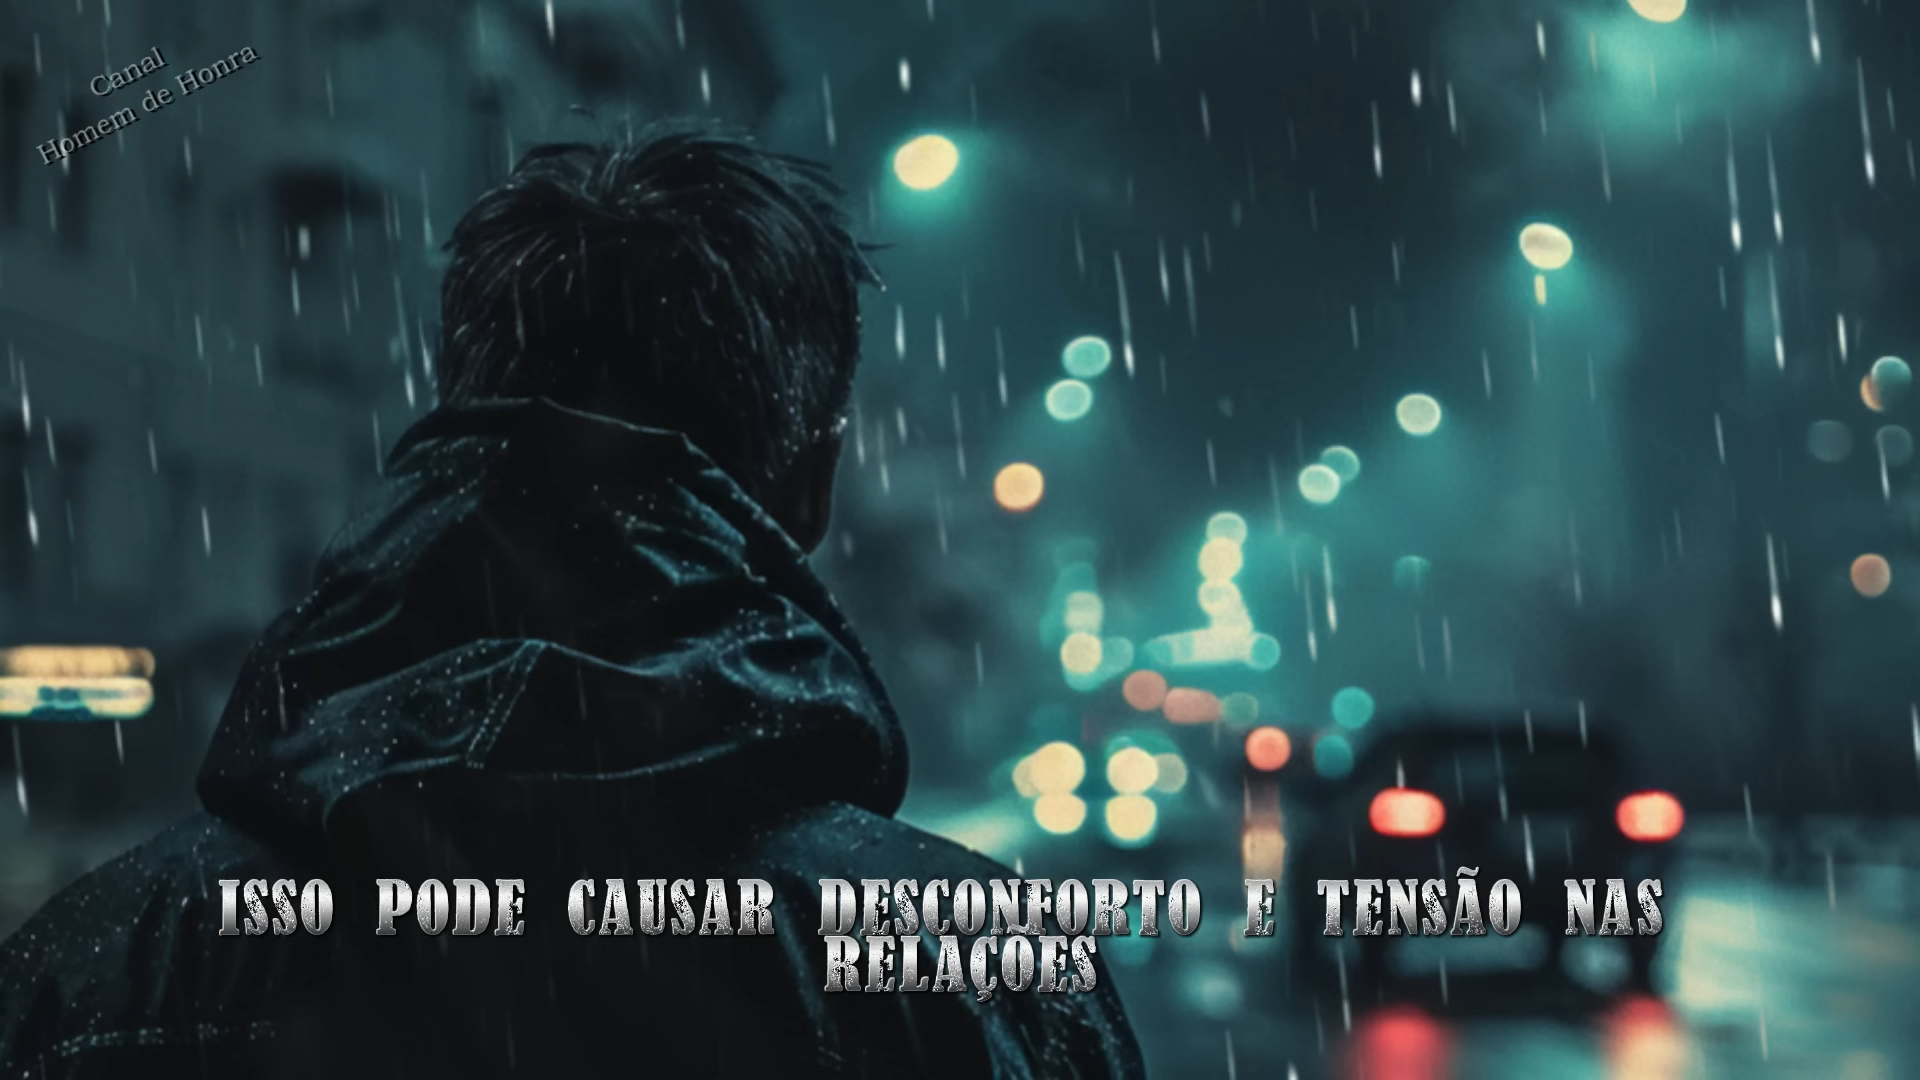 Canal
Homem de Honra
ISSO PODE CAUSAR DESCONFORTO E TENSÃO NAS
RELAÇÕES